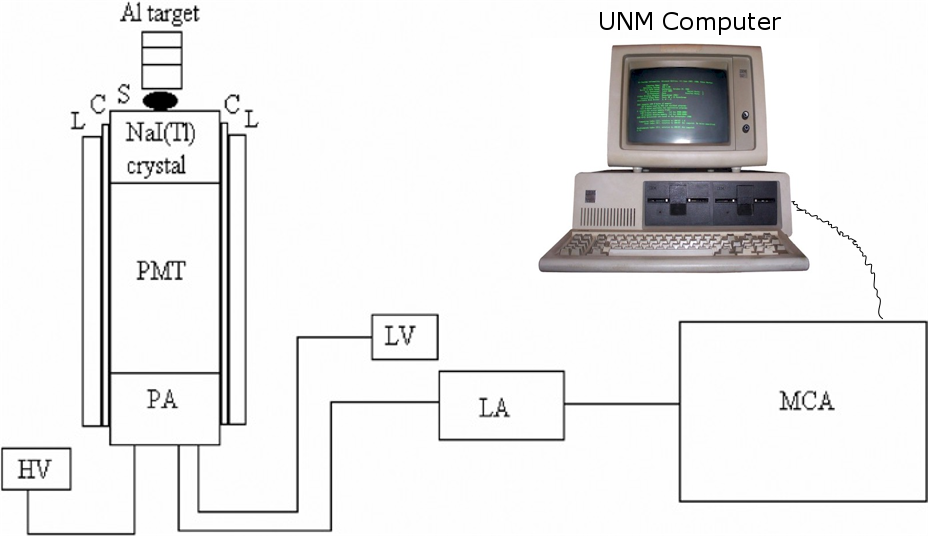 Al target
UNM Computer
S
C
C
L
L
NaI(Tl)
crystal
PMT
LV
PA
LA
MCA
HV